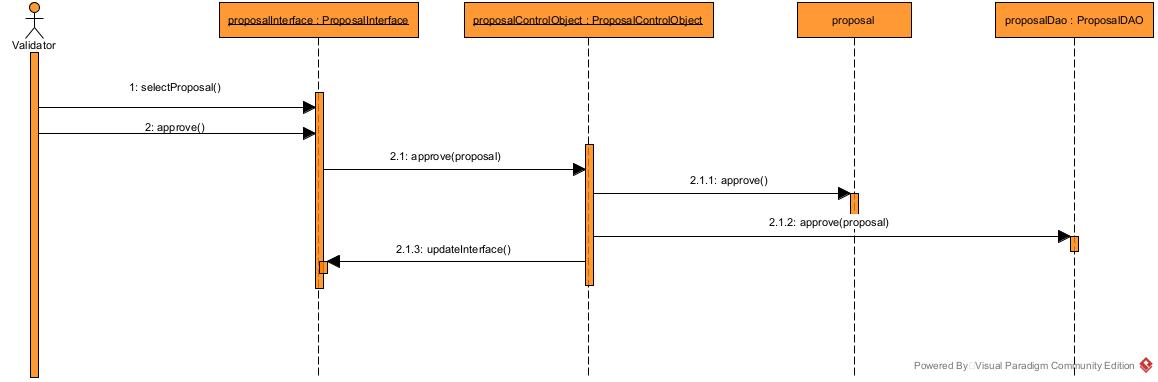 proposalInterface : ProposalInterface
proposalControlObject : ProposalControlObject
proposal
proposalDao : ProposalDAO
Validator
1: selectProposal()
2: approve()
2.1: approve(proposal)
2.1.1: approve()
2.1.2: approve(proposal)
2.1.3: updateInterface()
Powered By Visual Paradigm Community Edition